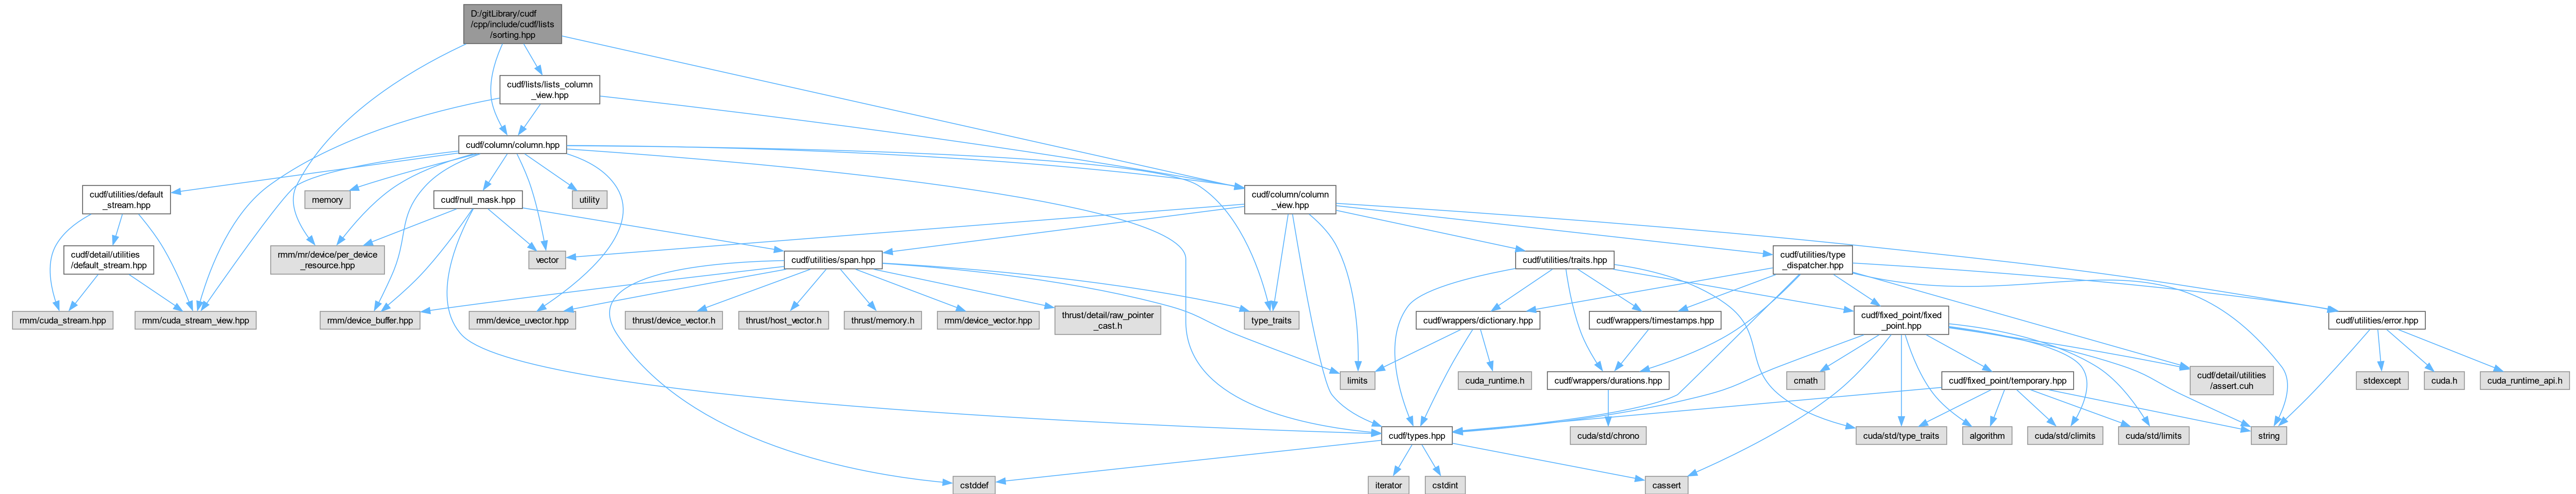 D:/gitLibrary/cudf
/cpp/include/cudf/lists
/sorting.hpp
cudf/lists/lists_column
_view.hpp
cudf/column/column.hpp
cudf/utilities/default
_stream.hpp
memory
cudf/null_mask.hpp
utility
cudf/column/column
_view.hpp
cudf/detail/utilities
/default_stream.hpp
rmm/mr/device/per_device
_resource.hpp
vector
cudf/utilities/span.hpp
cudf/utilities/traits.hpp
cudf/utilities/type
_dispatcher.hpp
rmm/cuda_stream.hpp
rmm/cuda_stream_view.hpp
rmm/device_buffer.hpp
rmm/device_uvector.hpp
thrust/device_vector.h
thrust/host_vector.h
thrust/memory.h
rmm/device_vector.hpp
thrust/detail/raw_pointer
_cast.h
type_traits
cudf/wrappers/dictionary.hpp
cudf/wrappers/timestamps.hpp
cudf/fixed_point/fixed
_point.hpp
cudf/utilities/error.hpp
limits
cuda_runtime.h
cudf/wrappers/durations.hpp
cmath
cudf/fixed_point/temporary.hpp
cudf/detail/utilities
/assert.cuh
stdexcept
cuda.h
cuda_runtime_api.h
cudf/types.hpp
cuda/std/chrono
cuda/std/type_traits
algorithm
cuda/std/climits
cuda/std/limits
string
cstddef
iterator
cstdint
cassert